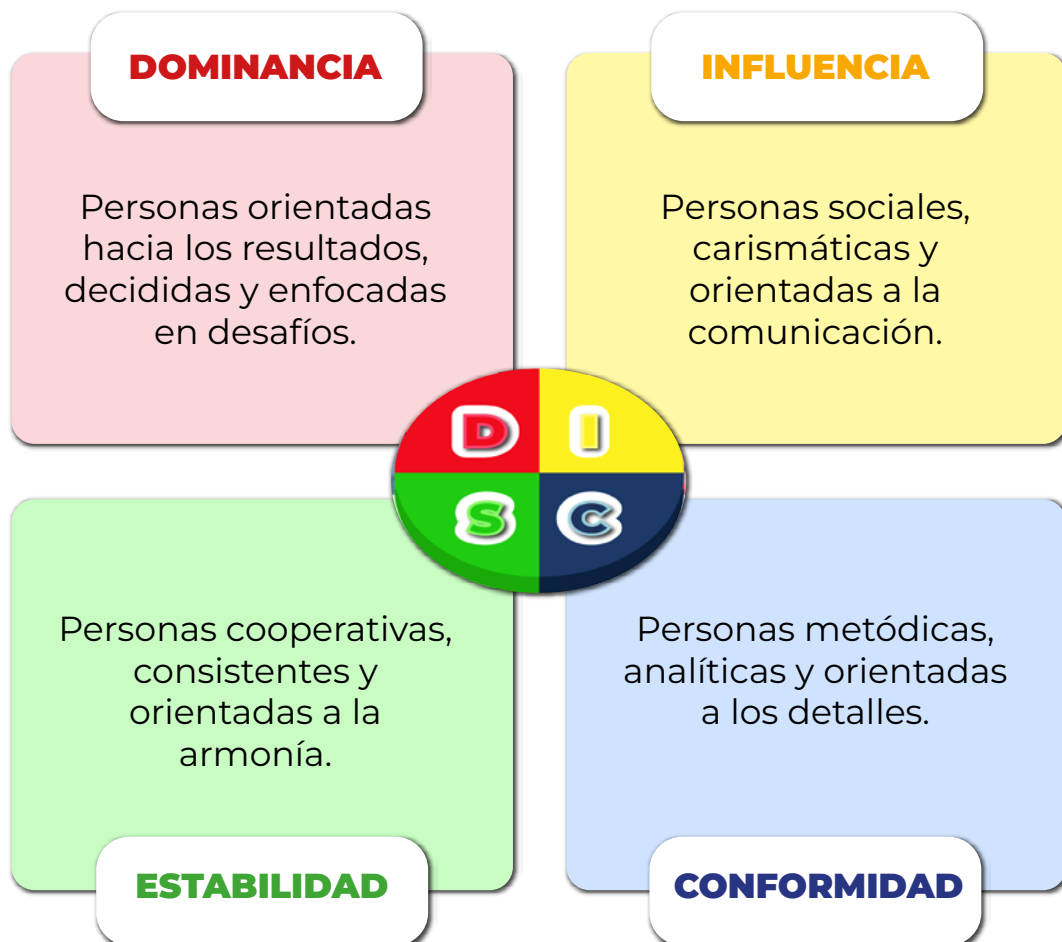 DOMINANCIA
Personas orientadas
hacia los resultados,
decididas y enfocadas
en desafíos.
INFLUENCIA
Personas sociales,
carismáticas y
orientadas a la
comunicación.
D I
S C
Personas cooperativas,
consistentes y
orientadas a la
armonía.
ESTABILIDAD
Personas metódicas,
analíticas y orientadas
a los detalles.
CONFORMIDAD